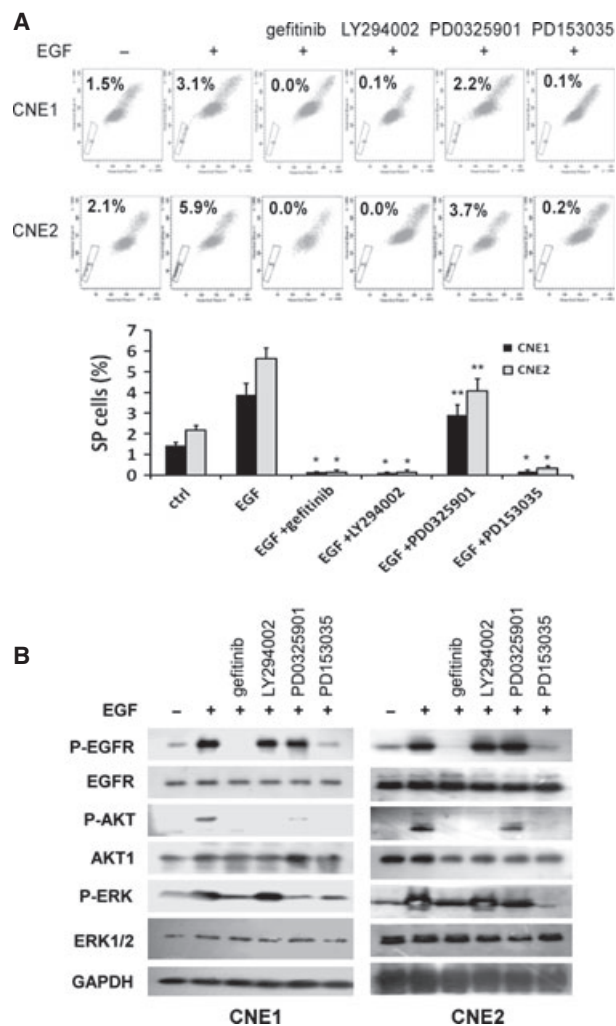 A
gefitinib LY294002 PD0325901 PD153035
EGF – + + + + +
CNE1 1.5% 3.1% 0.0% 0.1% 2.2% 0.1%
CNE2 2.1% 5.9% 0.0% 0.0% 3.7% 0.2%
SP cells (%)
7
6
5
4
3
2
1
0
CNE1
CNE2
* * * * ** ** * *
ctrl
EGF
EGF +gefitinib
EGF +LY294002
EGF +PD0325901
EGF +PD153035
B
gefitinib LY294002 PD0325901 PD153035 gefitinib LY294002 PD0325901 PD153035
EGF – + + + + + – + + + + +
P-EGFR
EGFR
P-AKT
AKT1
P-ERK
ERK1/2
GAPDH
CNE1 CNE2